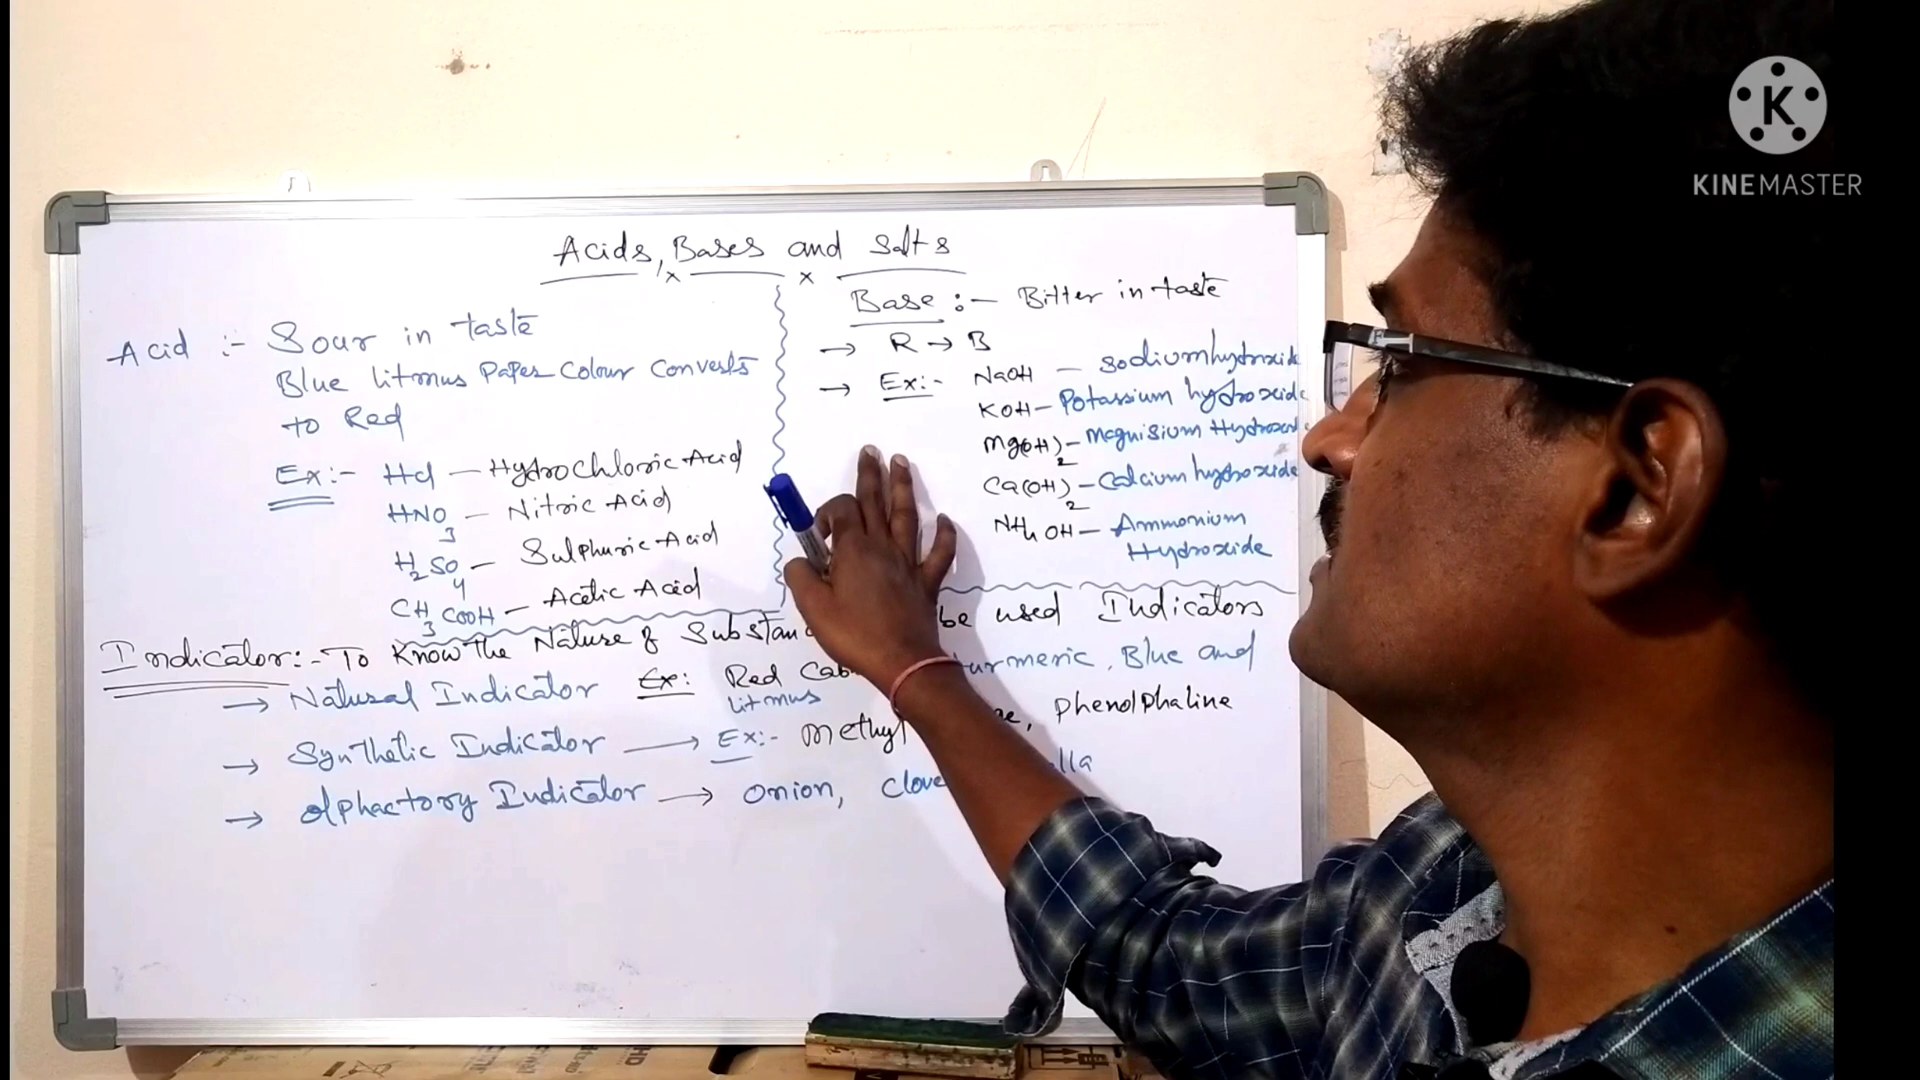 Acids, Bases and Salts
Acid :- Sour in taste
Blue litmus Paper Colour Converts
to Red
Ex:- Hcl - HydroChloric Acid
HNO3 - Nitric Acid
H2SO4 - Sulphuric Acid
CH3COOH - Acetic Acid
Base :- Bitter in taste
→ R → B
→ Ex:- NaOH - Sodium hydroxide
KOH - Potassium hydroxide
Mg(OH)2 - Magnisium Hydroxide
Ca(OH)2 - Calcium hydroxide
NH4OH - Ammonium
Hydroxide
Indicator:- To Know The Nature of be used Indicators
→ Natural Indicator Ex: Red turmeric, Blue and
litmus
→ Synthetic Indicator → Ex:- Methyl Phenolphaline
→ Olphactory Indicator → Onion,
KINEMASTER